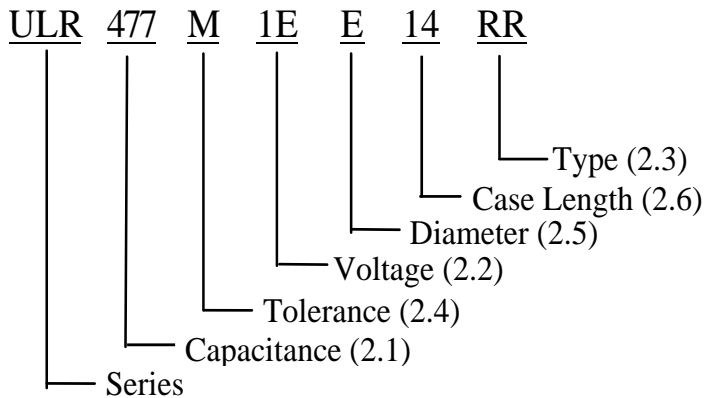 ULR 477 M 1E E 14 RR
Type (2.3)
Case Length (2.6)
Diameter (2.5)
Voltage (2.2)
Tolerance (2.4)
Capacitance (2.1)
Series